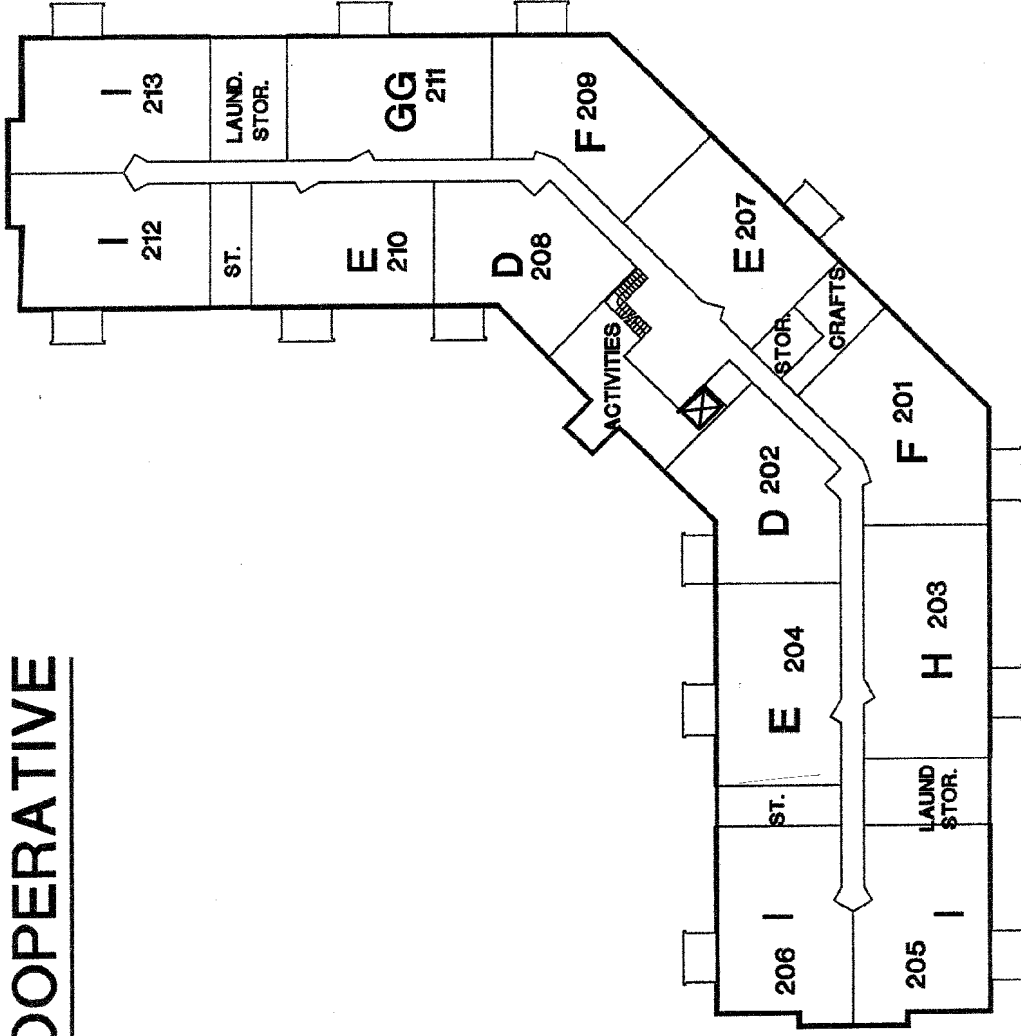 OOPERATIVE
I
212
I
213
ST.
LAUND.
STOR.
E
210
GG
211
D
208
F 209
ACTIVITIES
E 207
STOR.
CRAFTS
D 202
F 201
E 204
H 203
ST.
LAUND
STOR.
206 I
205 I